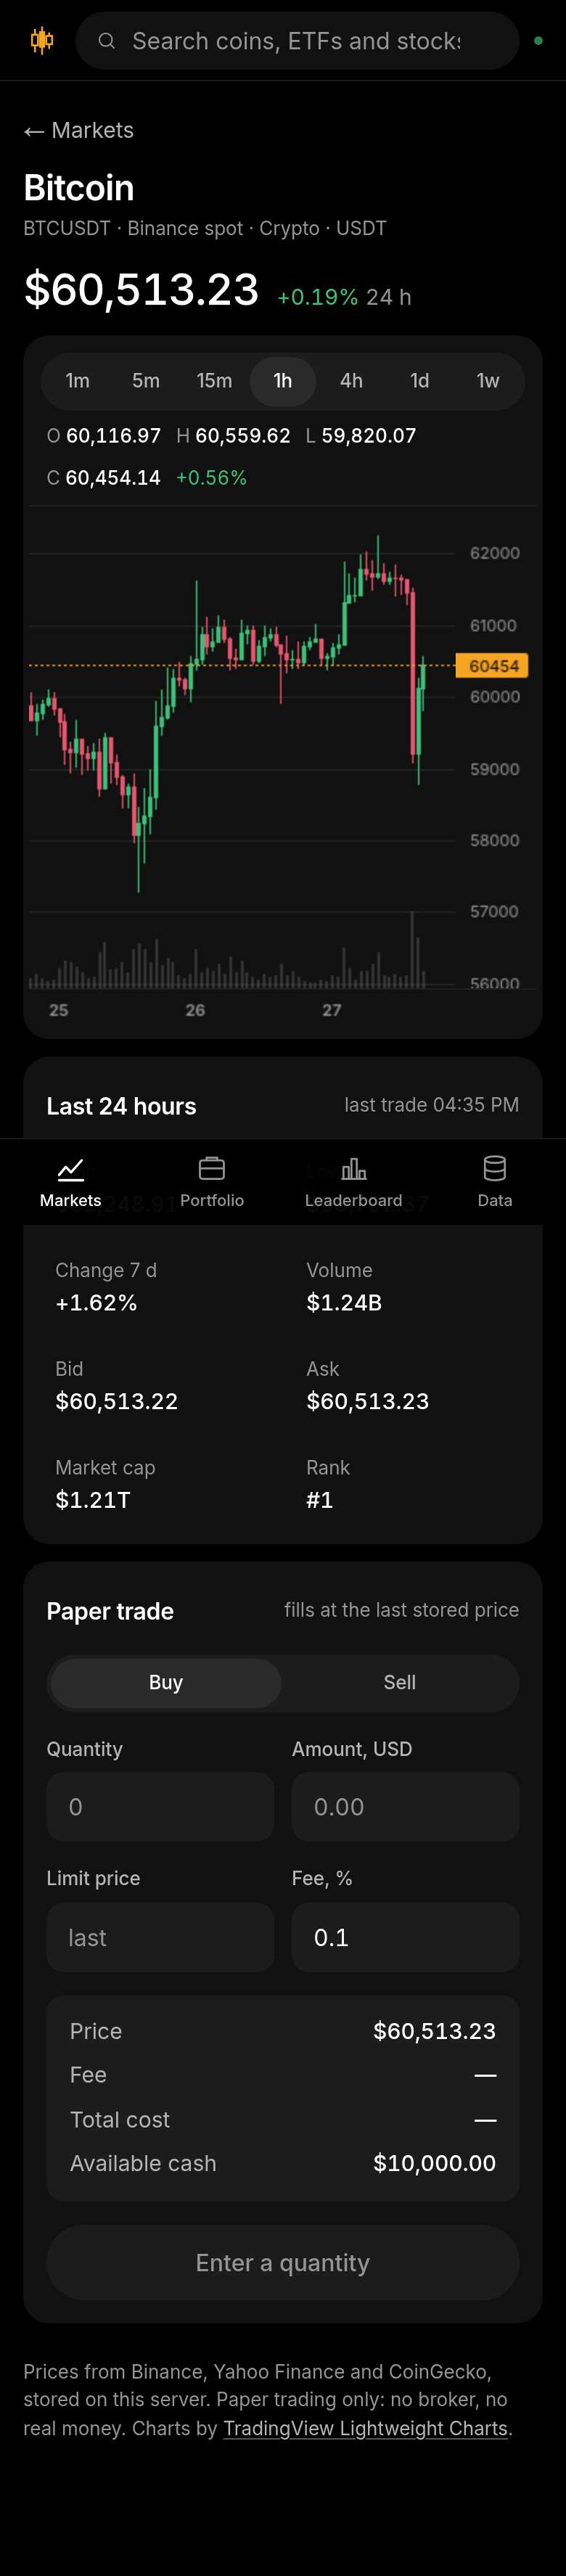 Search coins, ETFs and stocks
← Markets
Bitcoin
BTCUSDT · Binance spot · Crypto · USDT
$60,513.23 +0.19% 24 h
1m 5m 15m 1h 4h 1d 1w
O 60,116.97 H 60,559.62 L 59,820.07
C 60,454.14 +0.56%
62000
61000
60454
60000
59000
58000
57000
56000
25 26 27
Last 24 hours last trade 04:35 PM
Markets Portfolio Leaderboard Data
Change 7 d Volume
+1.62% $1.24B
Bid Ask
$60,513.22 $60,513.23
Market cap Rank
$1.21T #1
Paper trade fills at the last stored price
Buy Sell
Quantity Amount, USD
0 0.00
Limit price Fee, %
last 0.1
Price $60,513.23
Fee —
Total cost —
Available cash $10,000.00
Enter a quantity
Prices from Binance, Yahoo Finance and CoinGecko,
stored on this server. Paper trading only: no broker, no
real money. Charts by TradingView Lightweight Charts.